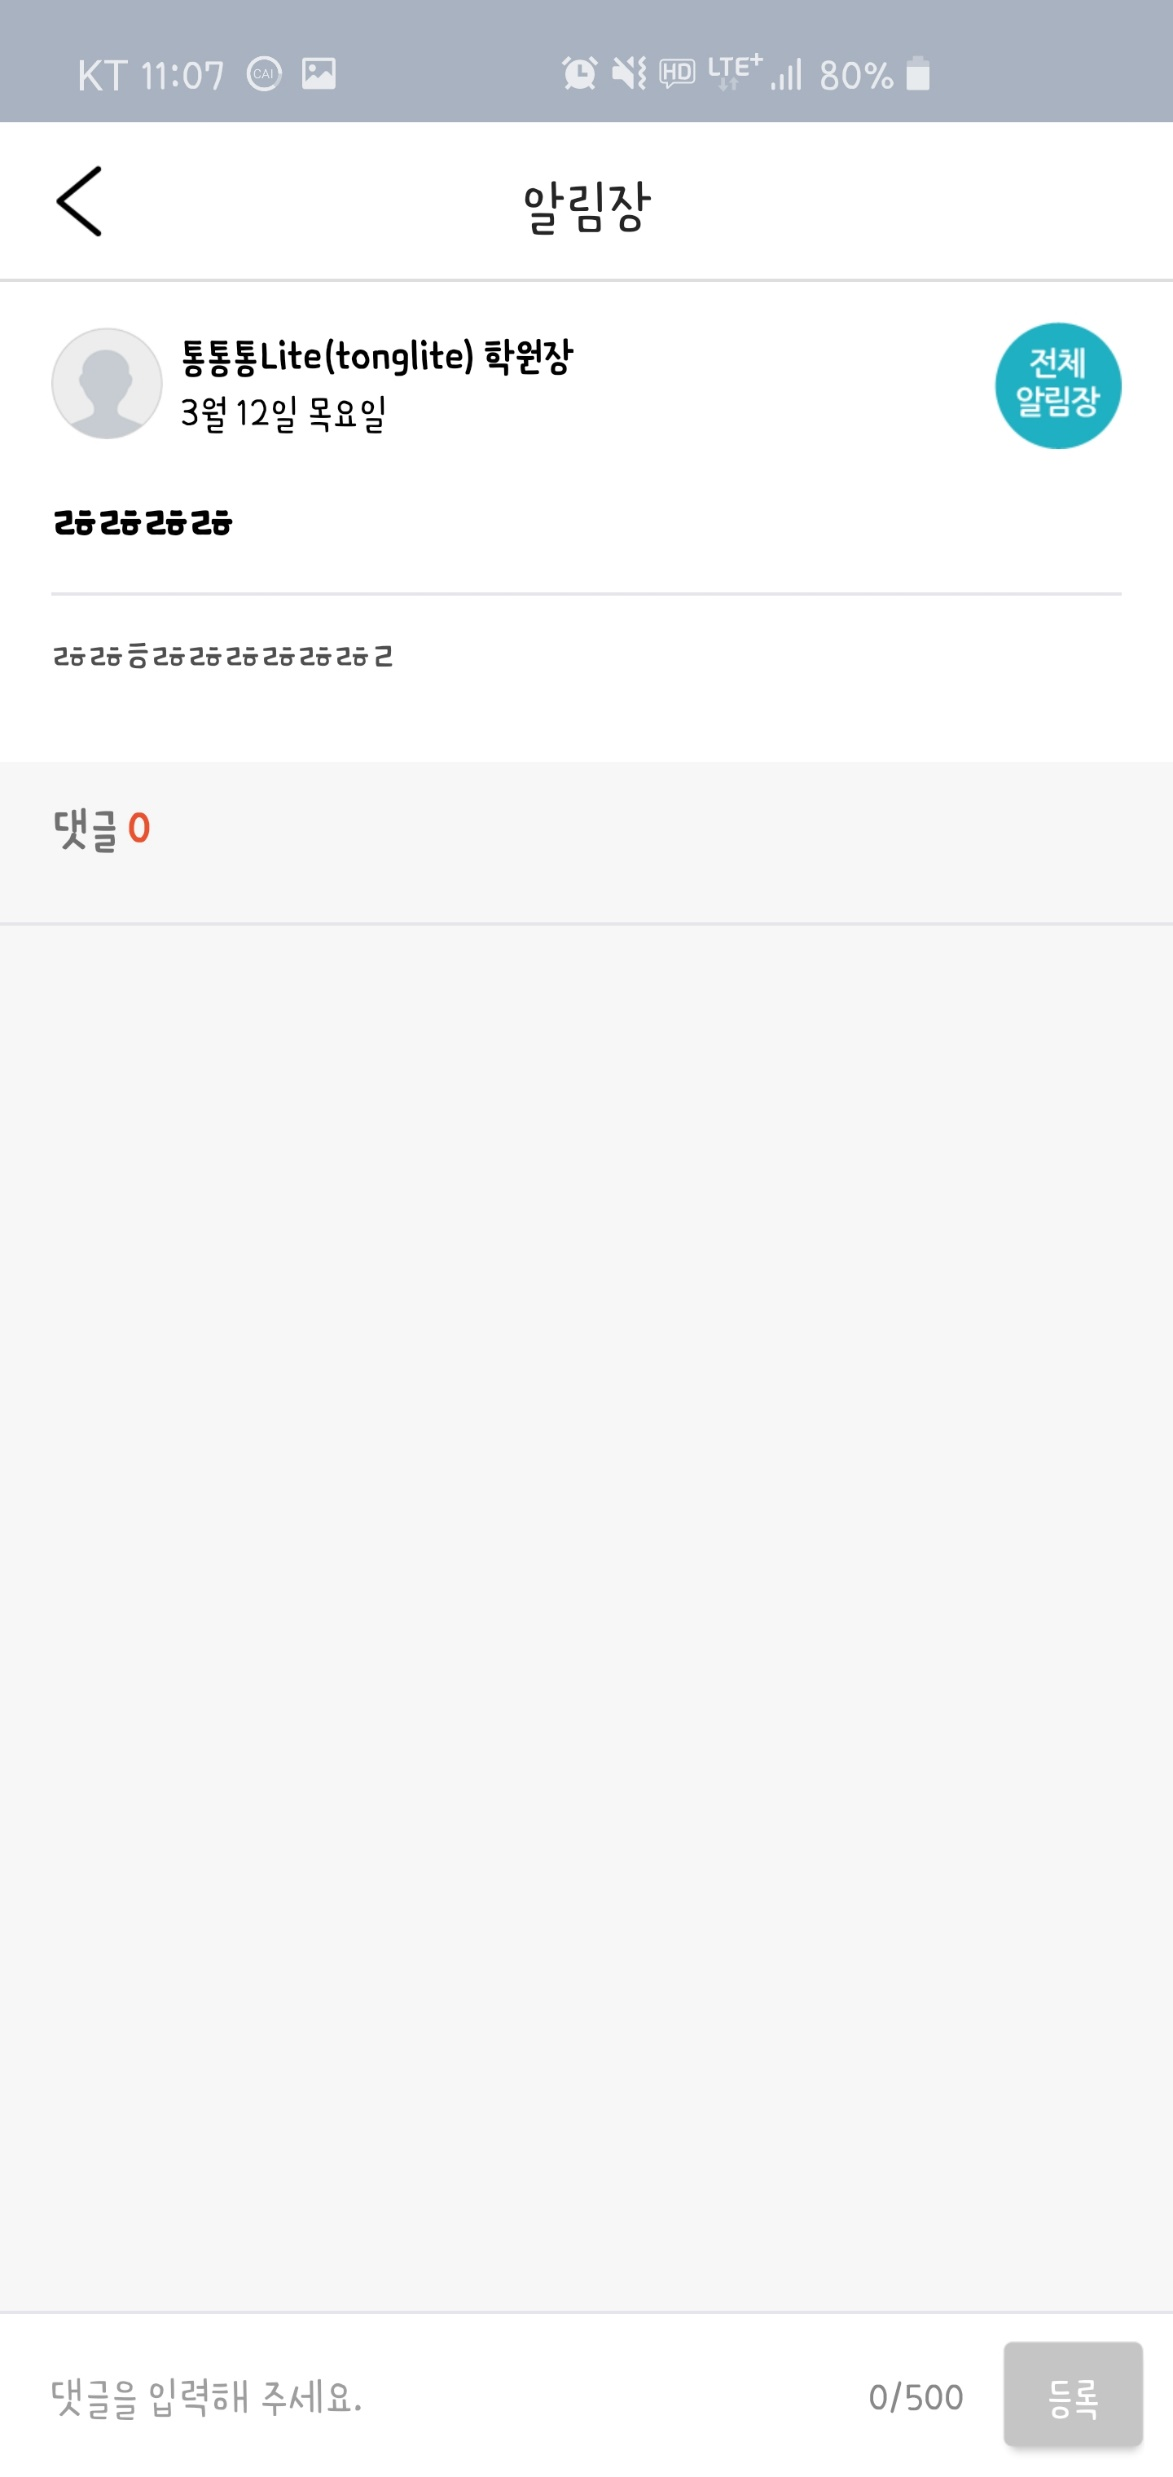 KT 11:07 CAI HD LTE+ 80%
알림장
통통통Lite(tonglite) 학원장
3월 12일 목요일
전체
알림장
ㄹㅎㄹㅎㄹㅎㄹㅎ
댓글 0
댓글을 입력해 주세요.
0/500
등록